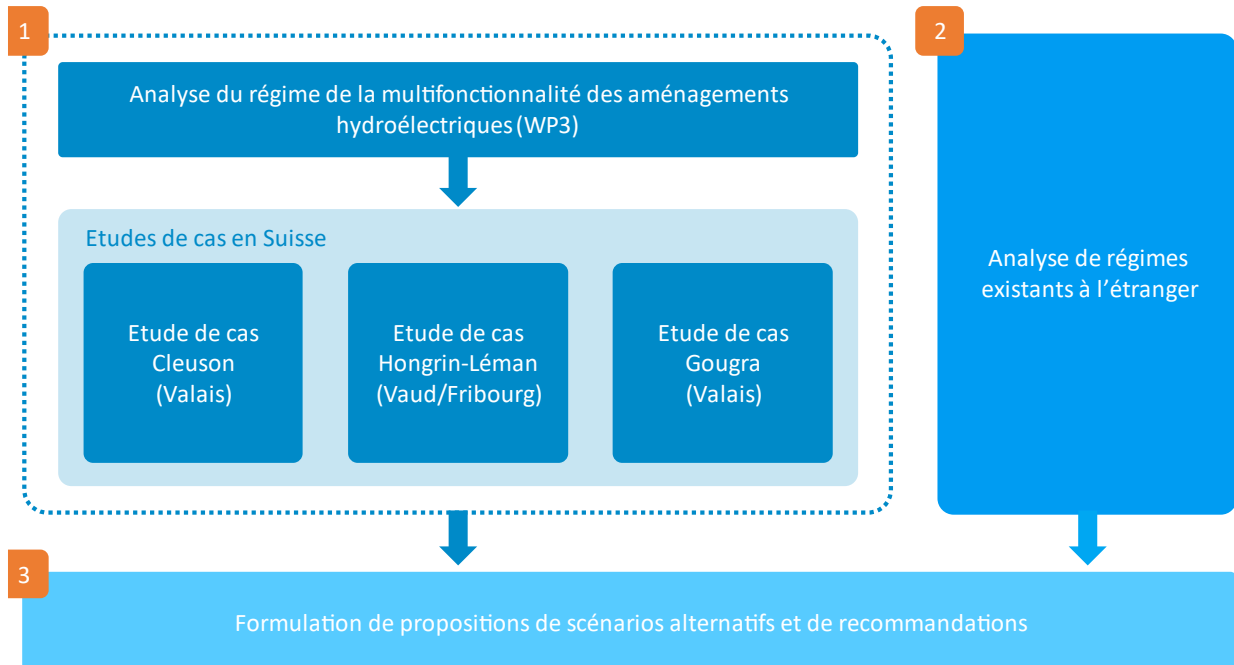 1
Analyse du régime de la multifonctionnalité des aménagements
hydroélectriques (WP3)
Etudes de cas en Suisse
Etude de cas
Cleuson
(Valais)
Etude de cas
Hongrin-Léman
(Vaud/Fribourg)
Etude de cas
Gougra
(Valais)
2
Analyse de régimes
existants à l’étranger
3
Formulation de propositions de scénarios alternatifs et de recommandations